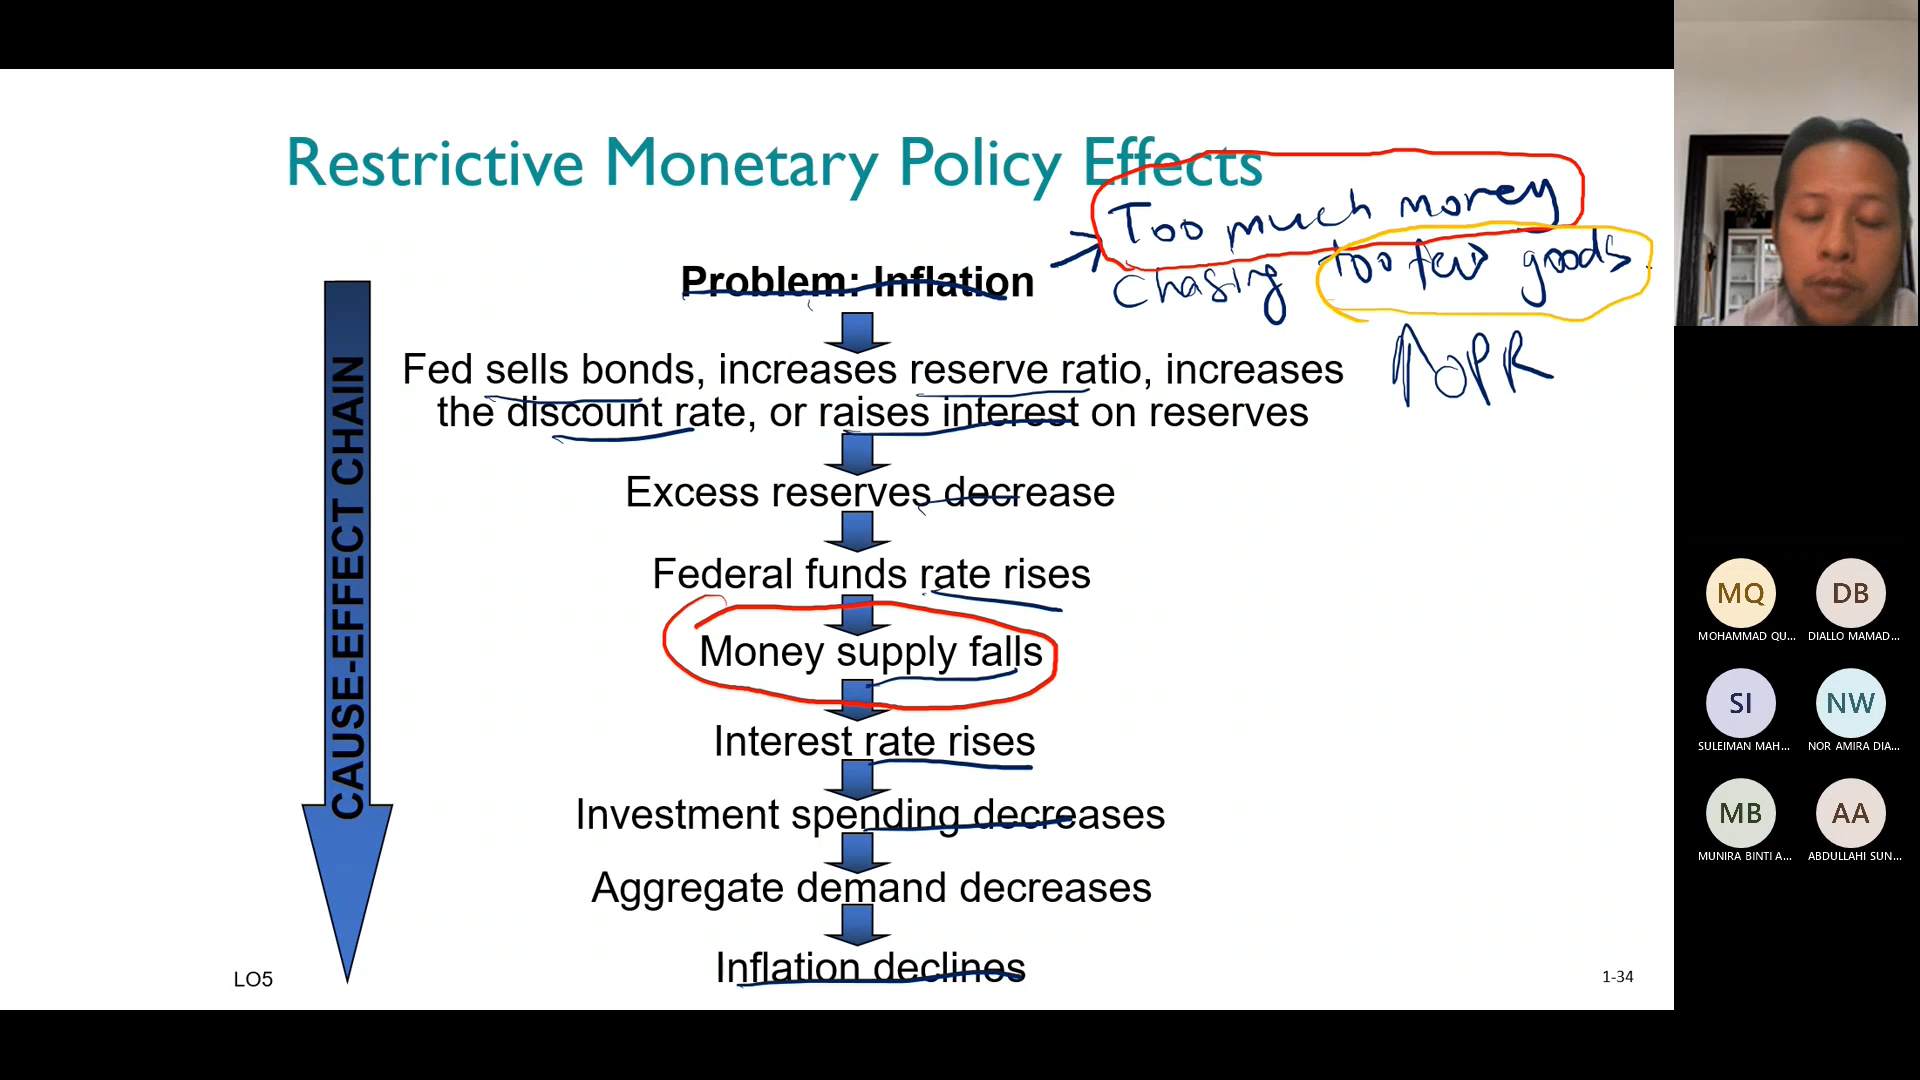 Restrictive Monetary Policy Effects
Too much money
chasing too few goods
Problem: Inflation
↑OPR
Fed sells bonds, increases reserve ratio, increases
the discount rate, or raises interest on reserves
Excess reserves decrease
Federal funds rate rises
Money supply falls
Interest rate rises
Investment spending decreases
Aggregate demand decreases
Inflation declines
CAUSE-EFFECT CHAIN
LO5
1-34
MQ
MOHAMMAD QU...
DB
DIALLO MAMAD...
SI
SULEIMAN MAH...
NW
NOR AMIRA DIA...
MB
MUNIRA BINTI A...
AA
ABDULLAHI SUN...